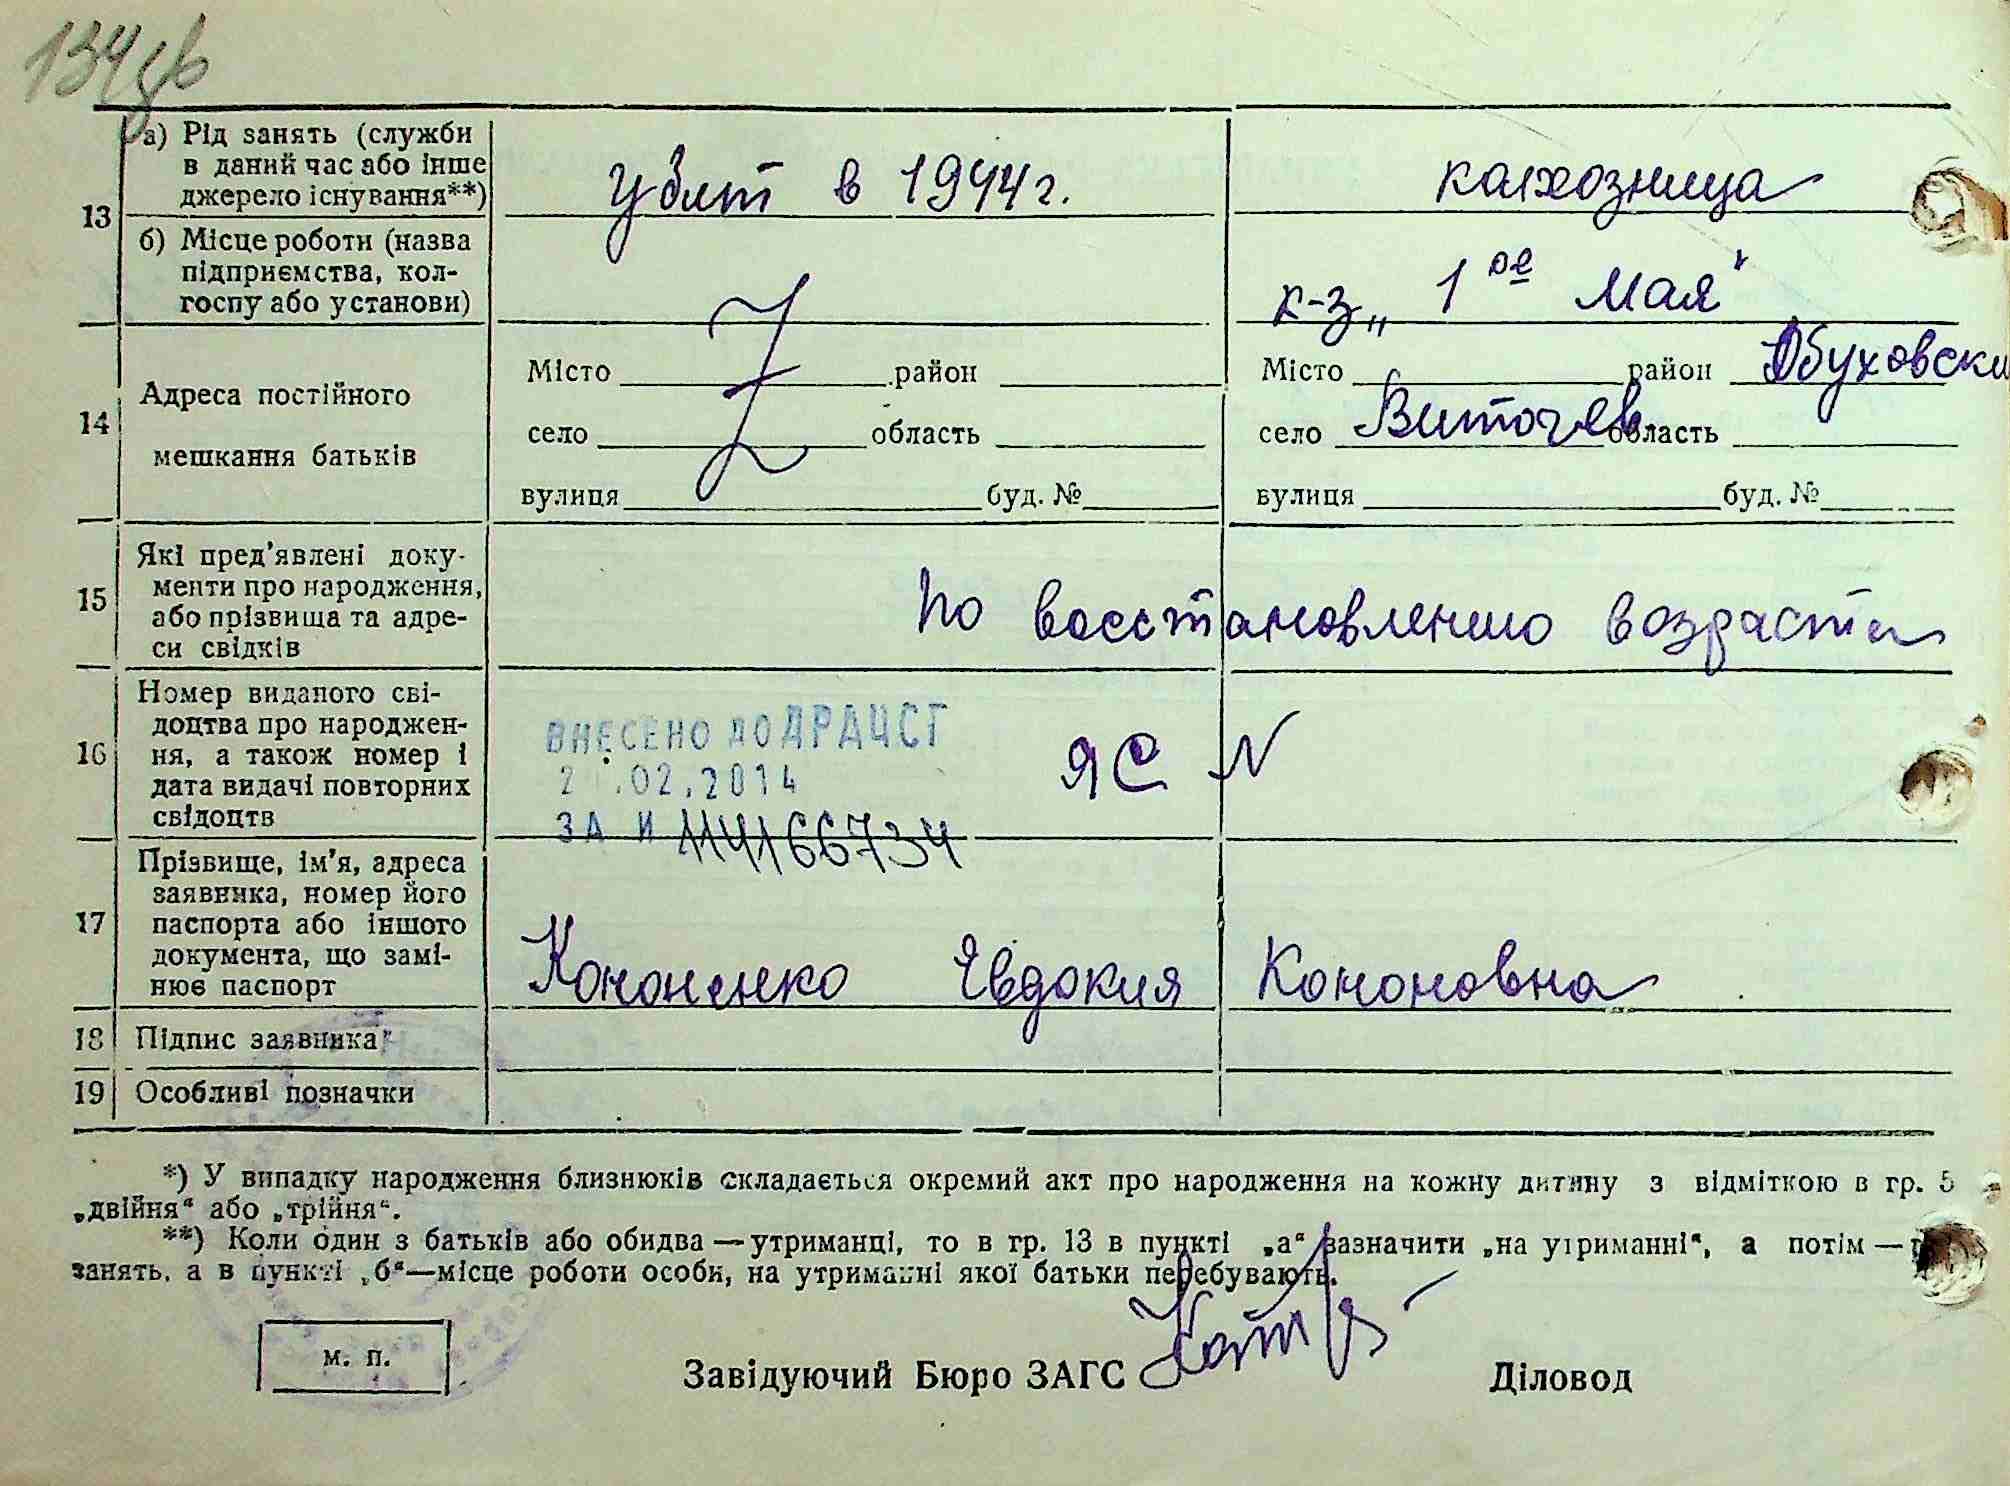 134зв
а) Рід занять (служби
в даний час або інше
джерело існування**)
убит в 1944г.
колхозница
13
б) Місце роботи (назва
підприємства, кол-
госпу або установи)
к-з „ 1 ое Мая"
14
Адреса постійного
мешкання батьків
Місто район
село область
вулиця буд. №
Місто район Обуховски
село Витачев область
вулиця буд. №
15
Які пред'явлені доку-
менти про народження,
або прізвища та адре-
си свідків
по восстановлению возраста
16
Номер виданого сві-
доцтва про народжен-
ня, а також номер і
дата видачі повторних
свідоцтв
ВНЕСЕНО ДО ДРАЦСГ
2 .02.2014
ЗА И 114166734
ЯС N
17
Прізвище, ім'я, адреса
заявника, номер його
паспорта або іншого
документа, що замі-
нює паспорт
Кононенко Евдокия Кононовна
18 Підпис заявника
19 Особливі позначки
*) У випадку народження близнюків складається окремий акт про народження на кожну дитину з відміткою в гр. 5
„двійня“ або „трійня“.
**) Коли один з батьків або обидва — утриманці, то в гр. 13 в пункті „а“ зазначити „на утриманні“, а потім —
занять, а в пункті „б“—місце роботи особи, на утриманні якої батьки перебувають.
м. п.
Завідуючий Бюро ЗАГС
Діловод